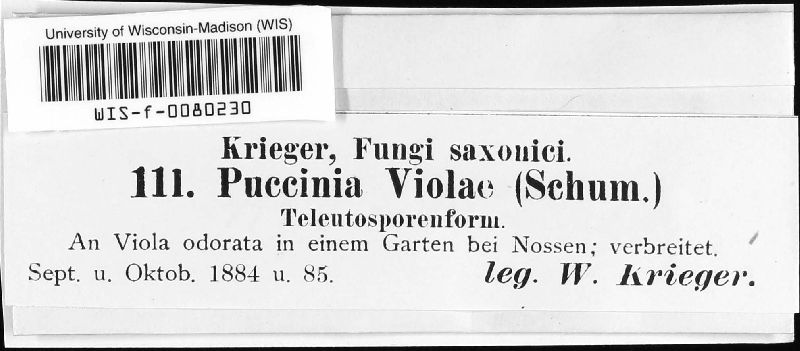 University of Wisconsin-Madison (WIS)
WIS-f-0080230
Krieger, Fungi saxonici.
111. Puccinia Violae (Schum.)
Teleutosporenform.
An Viola odorata in einem Garten bei Nossen; verbreitet.
Sept. u. Oktob. 1884 u. 85.
leg. W. Krieger.